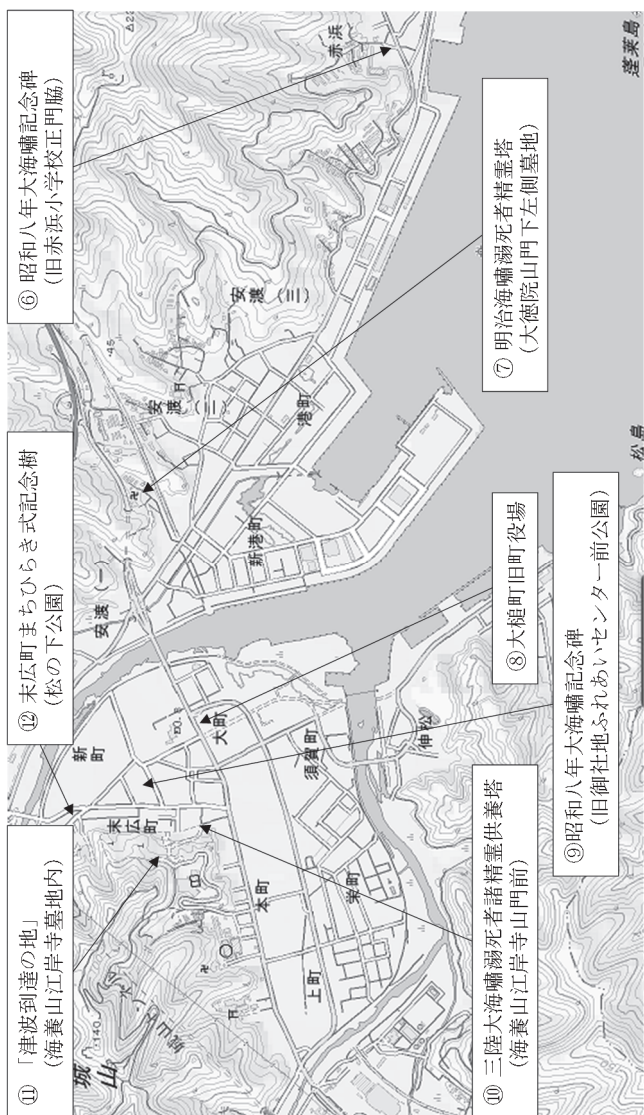 ⑥ 昭和八年大海嘯記念碑
(旧赤浜小学校正門脇)
⑦ 明治海嘯溺死者精霊塔
(大徳院山門下左側墓地)
⑫ 末広町まちひらき式記念樹
(松の下公園)
⑧大槌町旧町役場
⑨昭和八年大海嘯記念碑
(旧御社地ふれあいセンター前公園)
⑪ 「津波到達の地」
(海養山江岸寺墓地内)
⑩ 三陸大海嘯溺死者諸精霊供養塔
(海養山江岸寺山門前)
赤浜
蓬莱島
安渡(三)
安渡(二)
安渡(一)
港町
新港町
松島
新町
大町
須賀町
末広町
本町
栄町
上町
城山
城山
・45
140